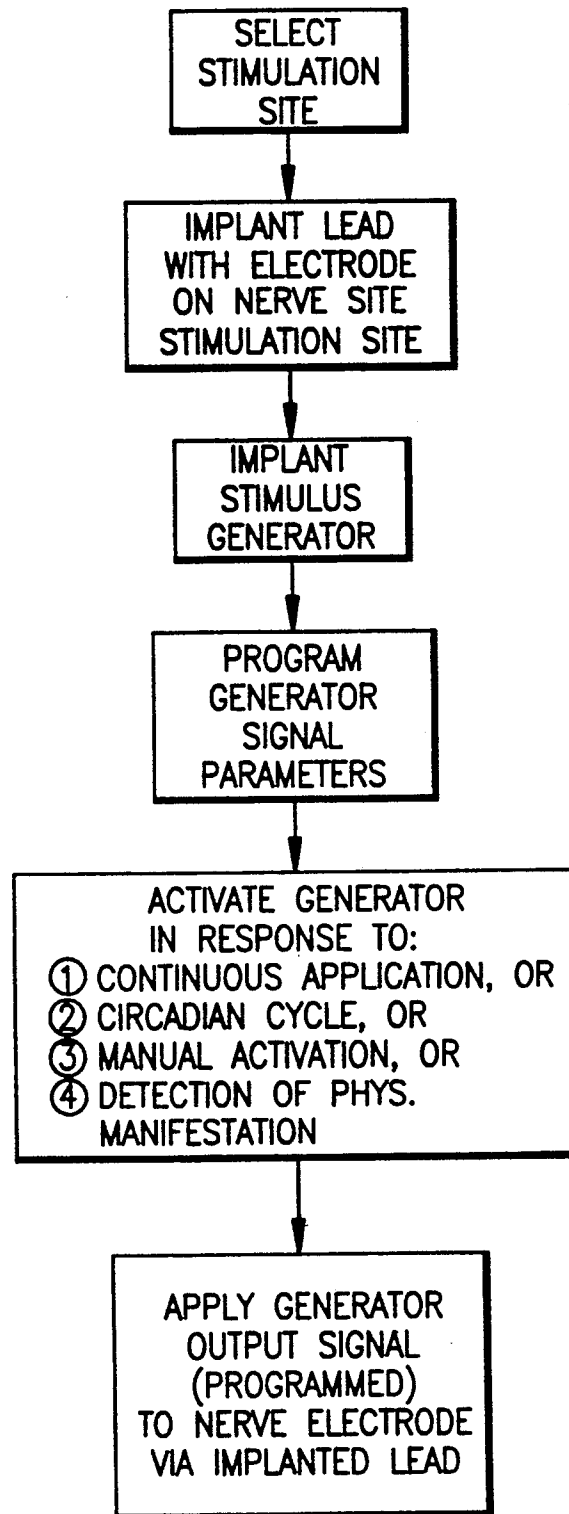 SELECT
STIMULATION
SITE
IMPLANT LEAD
WITH ELECTRODE
ON NERVE SITE
STIMULATION SITE
IMPLANT
STIMULUS
GENERATOR
PROGRAM
GENERATOR
SIGNAL
PARAMETERS
ACTIVATE GENERATOR
IN RESPONSE TO:
① CONTINUOUS APPLICATION, OR
② CIRCADIAN CYCLE, OR
③ MANUAL ACTIVATION, OR
④ DETECTION OF PHYS.
MANIFESTATION
APPLY GENERATOR
OUTPUT SIGNAL
(PROGRAMMED)
TO NERVE ELECTRODE
VIA IMPLANTED LEAD